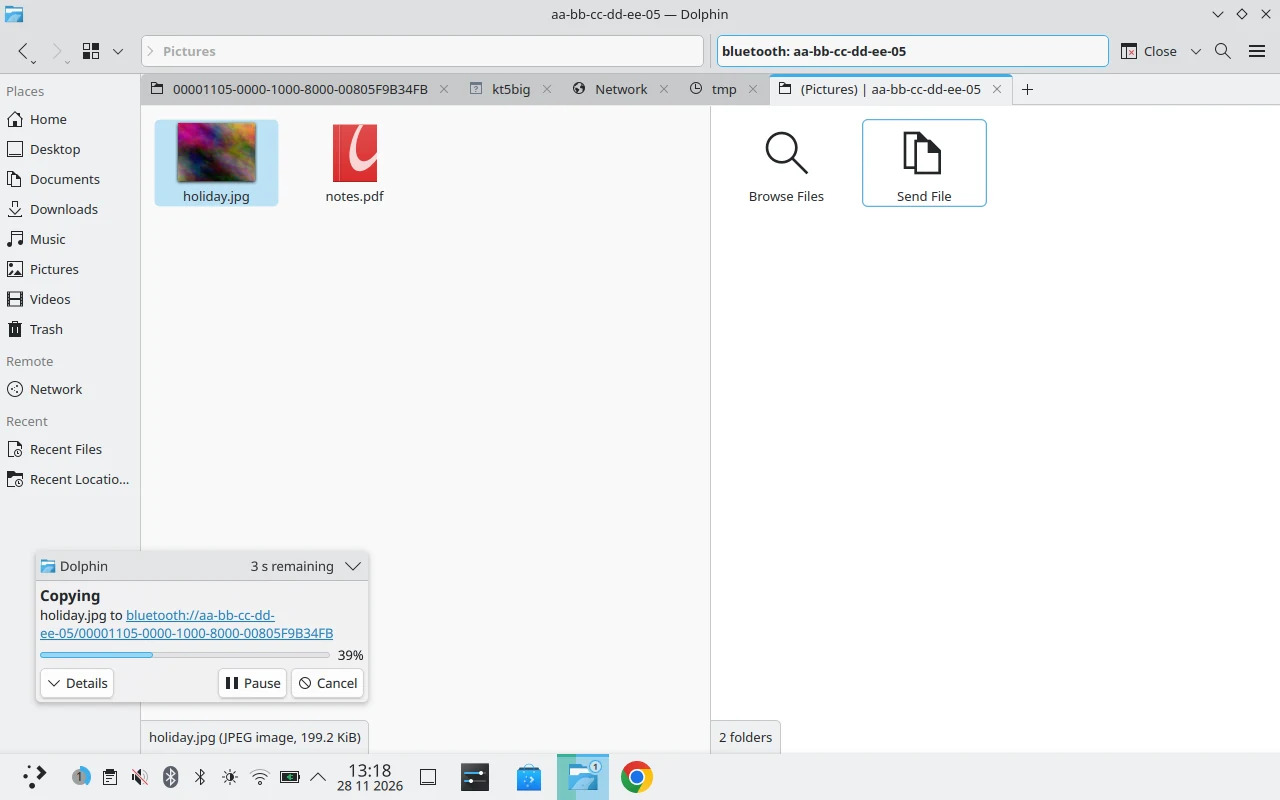 aa-bb-cc-dd-ee-05 — Dolphin
Pictures
bluetooth: aa-bb-cc-dd-ee-05
Close
Places
00001105-0000-1000-8000-00805F9B34FB
kt5big
Network
tmp
(Pictures) | aa-bb-cc-dd-ee-05
Home
Desktop
Documents
Downloads
Music
Pictures
Videos
Trash
Remote
Network
Recent
Recent Files
Recent Locatio...
holiday.jpg
notes.pdf
Browse Files
Send File
Dolphin
3 s remaining
Copying
holiday.jpg to bluetooth://aa-bb-cc-dd-
ee-05/00001105-0000-1000-8000-00805F9B34FB
39%
Details
Pause
Cancel
holiday.jpg (JPEG image, 199.2 KiB)
2 folders
1
13:18
28 11 2026
1